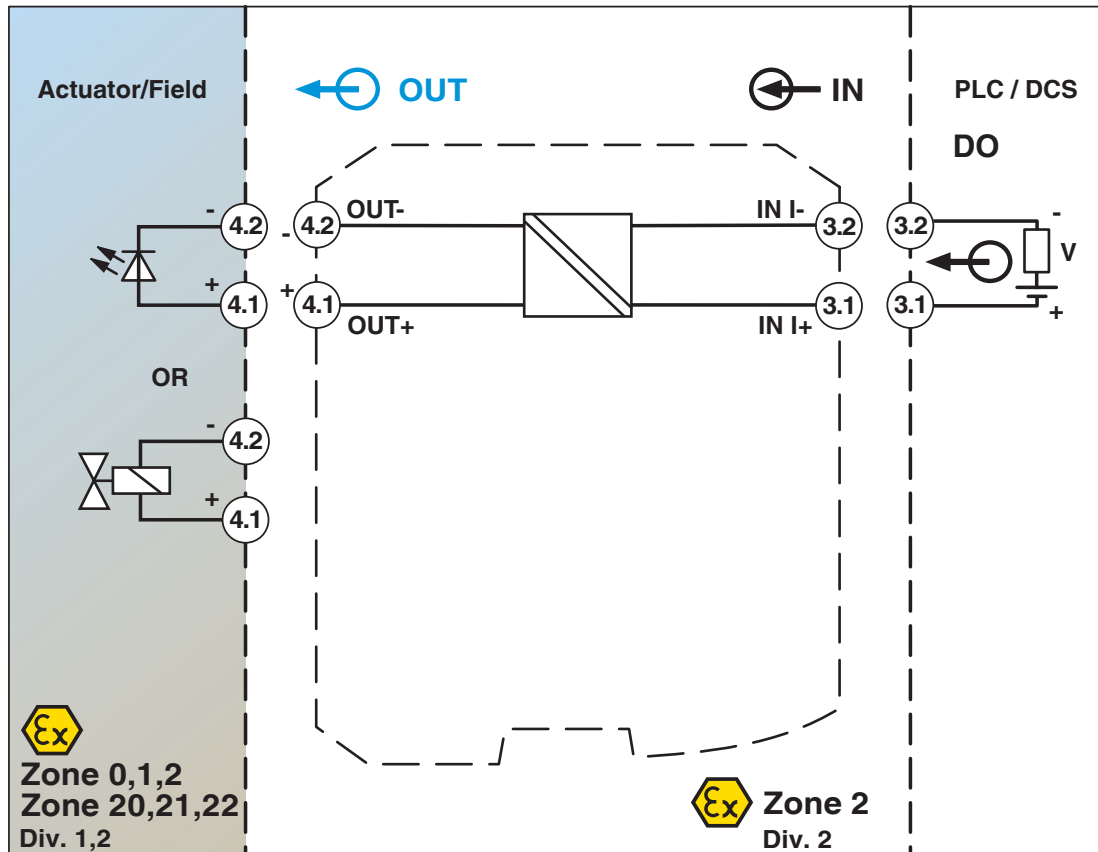 Actuator/Field
OUT
IN
PLC / DCS
DO
-
4.2
-
4.2
OUT-
IN I-
3.2
3.2
-
V
+
4.1
+
4.1
OUT+
IN I+
3.1
3.1
+
OR
-
4.2
+
4.1
Ex
Zone 0,1,2
Zone 20,21,22
Div. 1,2
Ex
Zone 2
Div. 2